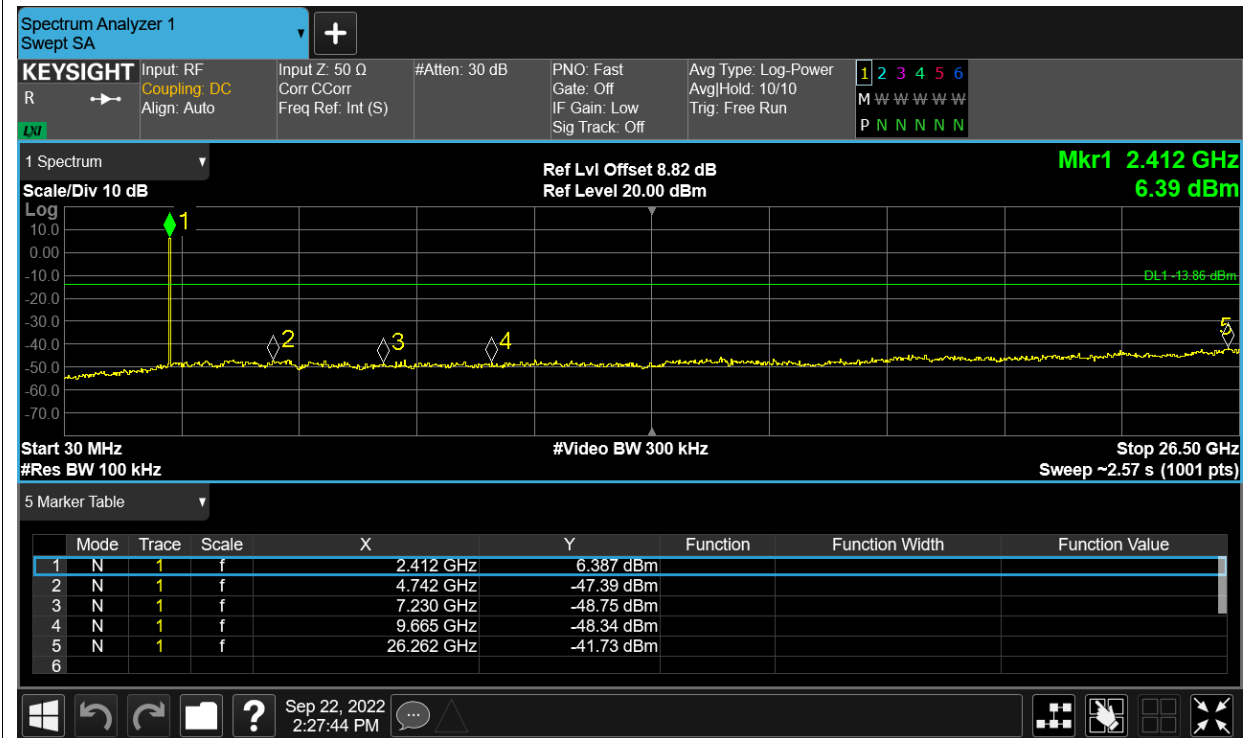 Spectrum Analyzer 1
Swept SA
▼
+
KEYSIGHT
R
LXI
Input: RF
Coupling: DC
Align: Auto
Input Z: 50 Ω
Corr CCorr
Freq Ref: Int (S)
#Atten: 30 dB
PNO: Fast
Gate: Off
IF Gain: Low
Sig Track: Off
Avg Type: Log-Power
Avg|Hold: 10/10
Trig: Free Run
1 2 3 4 5 6
M W W W W W
P N N N N N
1 Spectrum ▼
Scale/Div 10 dB
Ref Lvl Offset 8.82 dB
Ref Level 20.00 dBm
Mkr1 2.412 GHz
6.39 dBm
Log
10.0
0.00
-10.0
-20.0
-30.0
-40.0
-50.0
-60.0
-70.0
1
2
3
4
5
DL1 -13.86 dBm
Start 30 MHz #Video BW 300 kHz Stop 26.50 GHz
#Res BW 100 kHz Sweep ~2.57 s (1001 pts)
5 Marker Table ▼
Mode Trace Scale X Y Function Function Width Function Value
1 N 1 f 2.412 GHz 6.387 dBm
2 N 1 f 4.742 GHz -47.39 dBm
3 N 1 f 7.230 GHz -48.75 dBm
4 N 1 f 9.665 GHz -48.34 dBm
5 N 1 f 26.262 GHz -41.73 dBm
6
?
Sep 22, 2022
2:27:44 PM